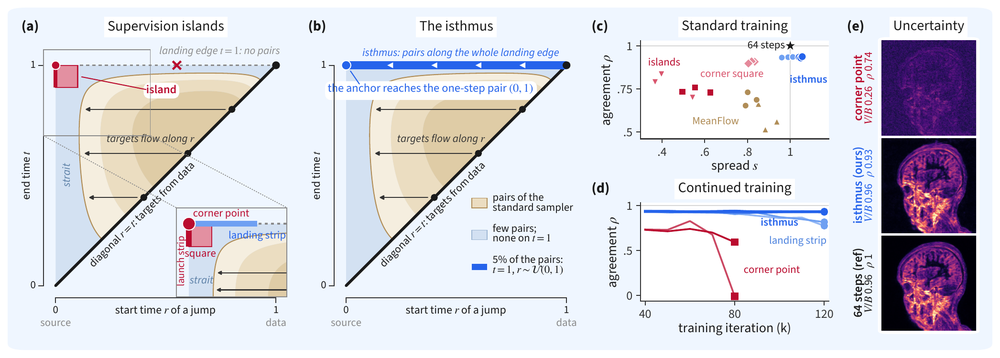 (a) Supervision islands
landing edge t = 1: no pairs
end time t
1
0
island
targets flow along r
strait
diagonal r = t: targets from data
corner point
landing strip
launch strip
square
strait
0
source
start time r of a jump
1
data
(b) The isthmus
isthmus: pairs along the whole landing edge
1
0
the anchor reaches the one-step pair (0, 1)
targets flow along r
strait
diagonal r = t: targets from data
pairs of the
standard sampler
few pairs;
none on t = 1
5% of the pairs:
t = 1, r ~ U(0, 1)
0
source
start time r of a jump
1
data
(c) Standard training
agreement ρ
1
.75
.5
64 steps
islands
corner square
isthmus
MeanFlow
.4
.6
.8
1
spread s
(d) Continued training
agreement ρ
1
0.5
0
isthmus
landing strip
corner point
40
60
80
100
120
training iteration (k)
(e) Uncertainty
corner point
V/B 0.26 ρ 0.74
isthmus (ours)
V/B 0.96 ρ 0.93
64 steps (ref)
V/B 0.96 ρ 1